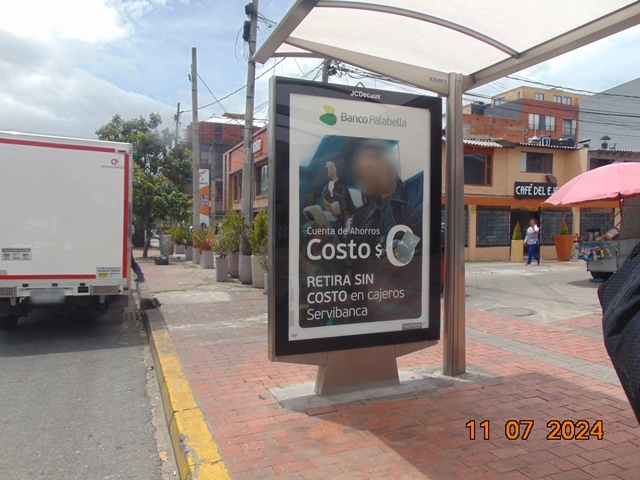 JCDecaux
Banco Falabella
Cuenta de Ahorros
Costo $0
RETIRA SIN
COSTO en cajeros
Servibanca
CAFÉ DEL E
11 07 2024